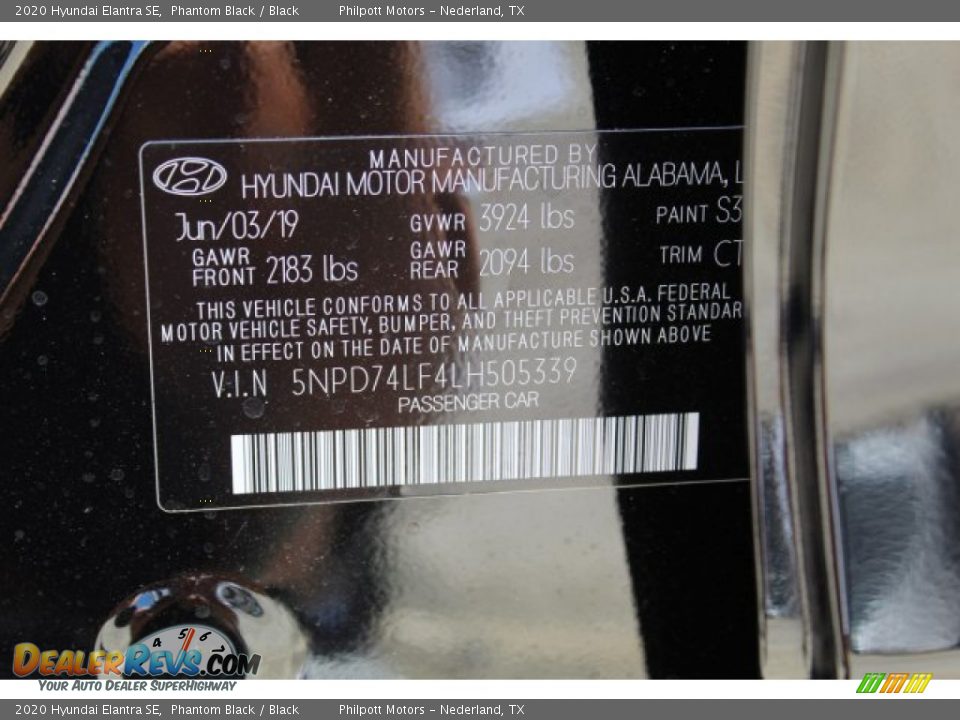 2020 Hyundai Elantra SE, Phantom Black / Black Philpott Motors - Nederland, TX
MANUFACTURED BY
HYUNDAI MOTOR MANUFACTURING ALABAMA, L
Jun/03/19 GVWR 3924 lbs PAINT S3
GAWR FRONT 2183 lbs GAWR REAR 2094 lbs TRIM CT
THIS VEHICLE CONFORMS TO ALL APPLICABLE U.S.A. FEDERAL
MOTOR VEHICLE SAFETY, BUMPER, AND THEFT PREVENTION STANDAR
IN EFFECT ON THE DATE OF MANUFACTURE SHOWN ABOVE
V.I.N 5NPD74LF4LH505339
PASSENGER CAR
4 5 6
DEALERREVS.COM
YOUR AUTO DEALER SUPERHIGHWAY
2020 Hyundai Elantra SE, Phantom Black / Black Philpott Motors - Nederland, TX